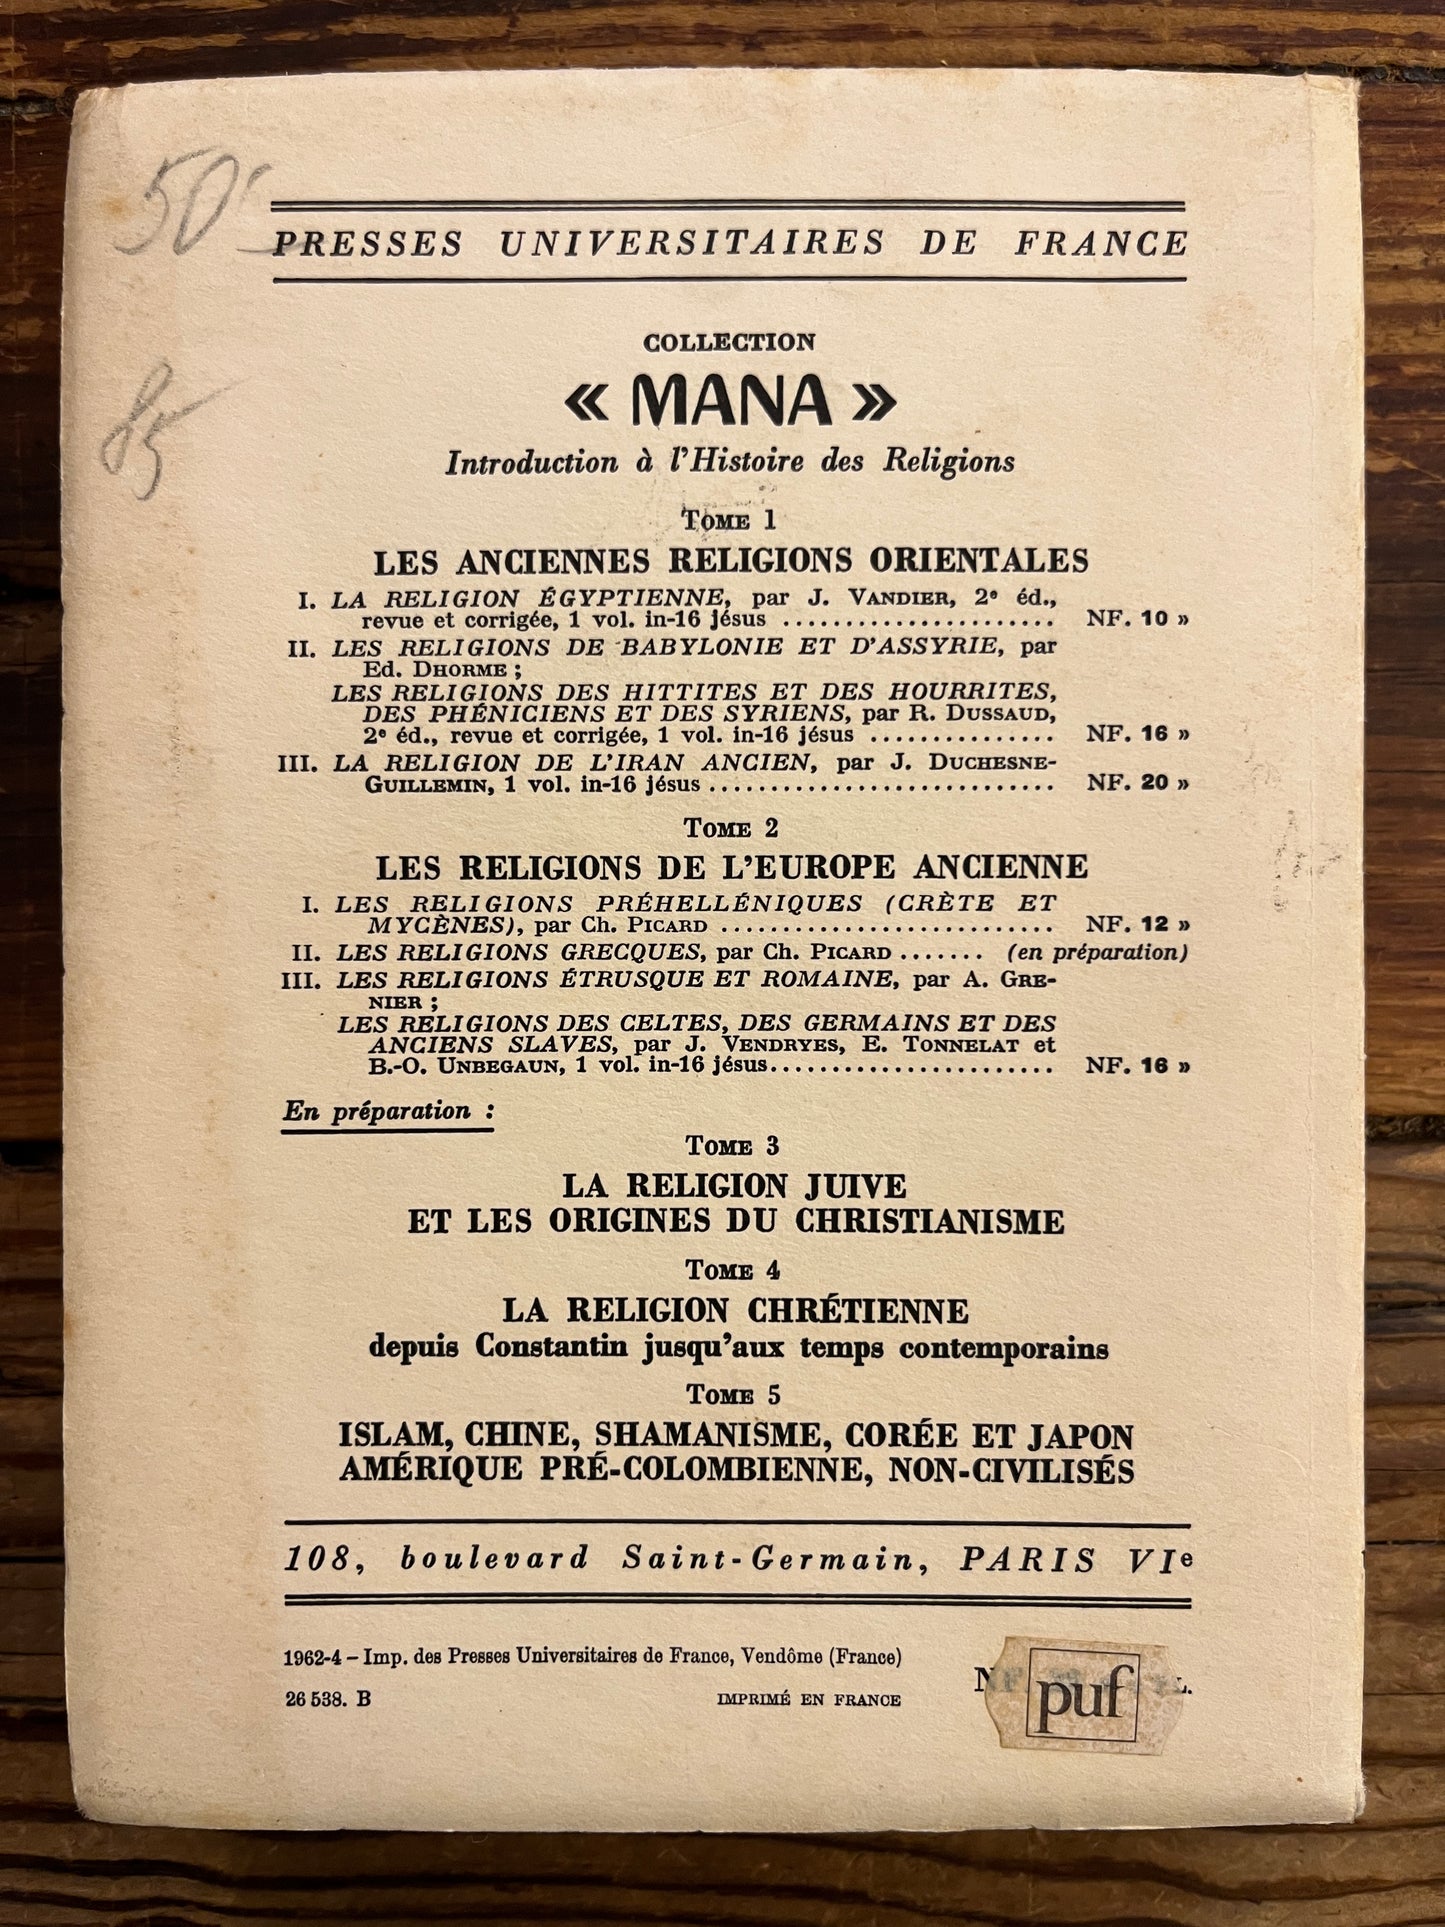 50
PRESSES UNIVERSITAIRES DE FRANCE
COLLECTION
« MANA »
85
Introduction à l'Histoire des Religions
TOME 1
LES ANCIENNES RELIGIONS ORIENTALES
I. LA RELIGION ÉGYPTIENNE, par J. VANDIER, 2e éd.,
revue et corrigée, 1 vol. in-16 jésus ...................... NF. 10 »
II. LES RELIGIONS DE BABYLONIE ET D'ASSYRIE, par
Ed. DHORME ;
LES RELIGIONS DES HITTITES ET DES HOURRITES,
DES PHÉNICIENS ET DES SYRIENS, par R. DUSSAUD,
2e éd., revue et corrigée, 1 vol. in-16 jésus ............... NF. 16 »
III. LA RELIGION DE L'IRAN ANCIEN, par J. DUCHESNE-
GUILLEMIN, 1 vol. in-16 jésus ............................ NF. 20 »
TOME 2
LES RELIGIONS DE L'EUROPE ANCIENNE
I. LES RELIGIONS PRÉHELLÉNIQUES (CRÈTE ET
MYCÈNES), par Ch. PICARD ........................... NF. 12 »
II. LES RELIGIONS GRECQUES, par Ch. PICARD ....... (en préparation)
III. LES RELIGIONS ÉTRUSQUE ET ROMAINE, par A. GRE-
NIER ;
LES RELIGIONS DES CELTES, DES GERMAINS ET DES
ANCIENS SLAVES, par J. VENDRYES, E. TONNELAT et
B.-O. UNBEGAUN, 1 vol. in-16 jésus....................... NF. 16 »
En préparation :
TOME 3
LA RELIGION JUIVE
ET LES ORIGINES DU CHRISTIANISME
TOME 4
LA RELIGION CHRÉTIENNE
depuis Constantin jusqu'aux temps contemporains
TOME 5
ISLAM, CHINE, SHAMANISME, CORÉE ET JAPON
AMÉRIQUE PRÉ-COLOMBIENNE, NON-CIVILISÉS
108, boulevard Saint-Germain, PARIS VIe
1962-4 – Imp. des Presses Universitaires de France, Vendôme (France)
26 538. B IMPRIMÉ EN FRANCE
puf